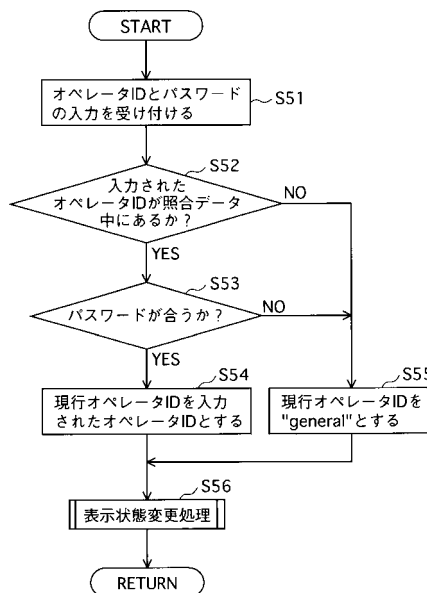 START
オペレータIDとパスワード
の入力を受け付ける
S51
S52
入力された
オペレータIDが照合データ
中にあるか?
NO
YES
S53
パスワードが合うか?
NO
YES
S54
現行オペレータIDを入力
されたオペレータIDとする
S55
現行オペレータIDを
"general"とする
S56
表示状態変更処理
RETURN